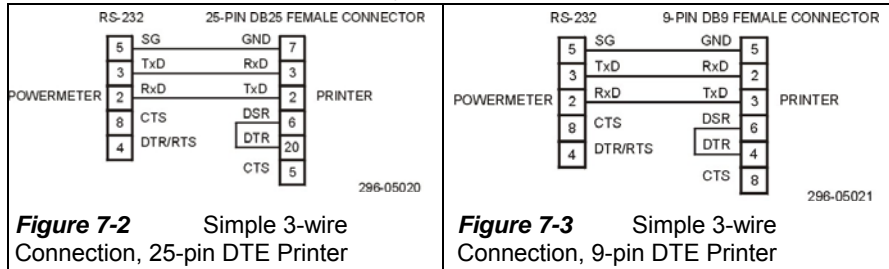 RS-232 25-PIN DB25 FEMALE CONNECTOR
5 SG GND 7
3 TxD RxD 3
POWERMETER 2 RxD TxD 2 PRINTER
8 CTS DSR 6
4 DTR/RTS DTR 20
CTS 5
296-05020
Figure 7-2 Simple 3-wire
Connection, 25-pin DTE Printer
RS-232 9-PIN DB9 FEMALE CONNECTOR
5 SG GND 5
3 TxD RxD 2
POWERMETER 2 RxD TxD 3 PRINTER
8 CTS DSR 6
4 DTR/RTS DTR 4
CTS 8
296-05021
Figure 7-3 Simple 3-wire
Connection, 9-pin DTE Printer